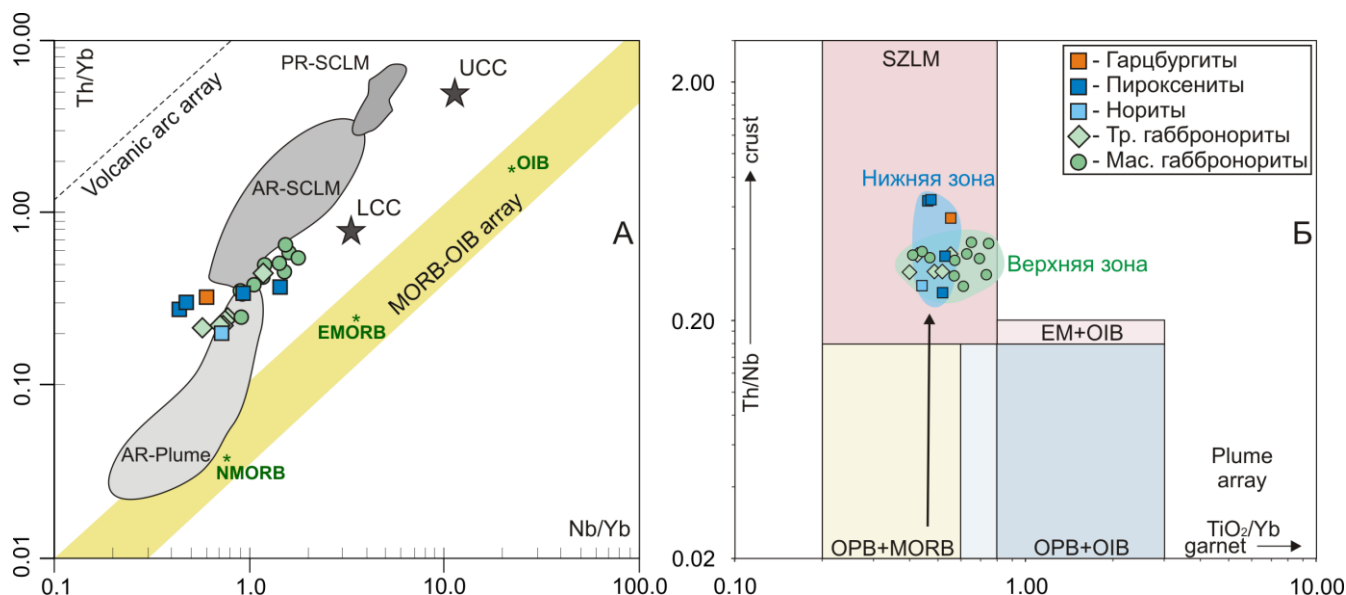 10.00
Th/Yb
1.00
0.10
0.01
0.1
1.0
10.0
100.0
Nb/Yb
Volcanic arc array
PR-SCLM
UCC
AR-SCLM
OIB
LCC
А
MORB-OIB array
EMORB
AR-Plume
NMORB
2.00
0.20
0.02
0.10
1.00
10.00
Th/Nb
crust
SZLM
- Гарцбургиты
- Пироксениты
- Нориты
- Тр. габбронориты
- Мас. габбронориты
Нижняя зона
Б
Верхняя зона
EM+OIB
Plume
array
TiO2/Yb
garnet
OPB+MORB
OPB+OIB